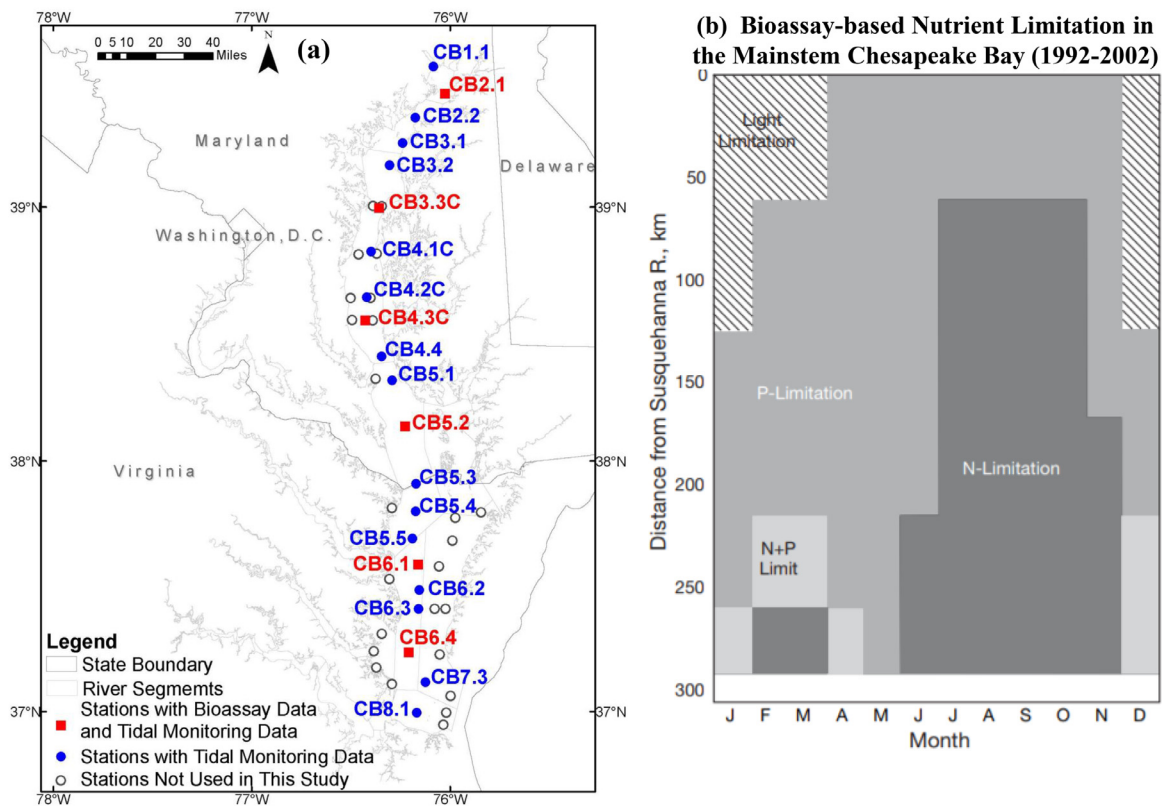 78°W
77°W
76°W
0 5 10 20 30 40
Miles
N
(a)
CB1.1
CB2.1
CB2.2
CB3.1
CB3.2
CB3.3C
CB4.1C
CB4.2C
CB4.3C
CB4.4
CB5.1
CB5.2
CB5.3
CB5.4
CB5.5
CB6.1
CB6.2
CB6.3
CB6.4
CB7.3
CB8.1
Maryland
Delaware
Washington, D.C.
Virginia
39°N
39°N
38°N
38°N
37°N
37°N
Legend
State Boundary
River Segmemts
Stations with Bioassay Data
and Tidal Monitoring Data
Stations with Tidal Monitoring Data
Stations Not Used in This Study
78°W
77°W
76°W
(b) Bioassay-based Nutrient Limitation in
the Mainstem Chesapeake Bay (1992-2002)
Distance from Susquehanna R., km
0
50
100
150
200
250
300
Light
Limitation
P-Limitation
N-Limitation
N+P
Limit
J F M A M J J A S O N D
Month